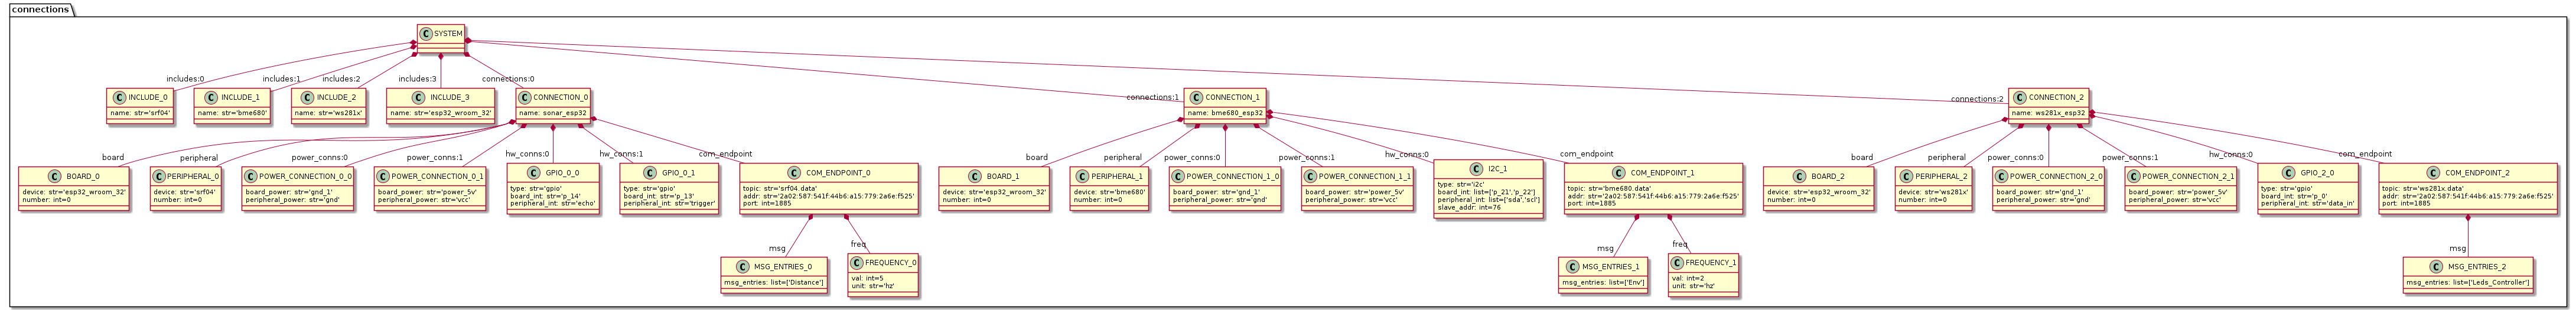 connections
C SYSTEM
includes:0
includes:1
includes:2
includes:3
connections:0
connections:1
connections:2
C INCLUDE_0
name: str='srf04'
C INCLUDE_1
name: str='bme680'
C INCLUDE_2
name: str='ws281x'
C INCLUDE_3
name: str='esp32_wroom_32'
C CONNECTION_0
name: sonar_esp32
C CONNECTION_1
name: bme680_esp32
C CONNECTION_2
name: ws281x_esp32
board
peripheral
power_conns:0
power_conns:1
hw_conns:0
hw_conns:1
com_endpoint
board
peripheral
power_conns:0
power_conns:1
hw_conns:0
com_endpoint
board
peripheral
power_conns:0
power_conns:1
hw_conns:0
com_endpoint
C BOARD_0
device: str='esp32_wroom_32'
number: int=0
C PERIPHERAL_0
device: str='srf04'
number: int=0
C POWER_CONNECTION_0_0
board_power: str='gnd_1'
peripheral_power: str='gnd'
C POWER_CONNECTION_0_1
board_power: str='power_5v'
peripheral_power: str='vcc'
C GPIO_0_0
type: str='gpio'
board_int: str='p_14'
peripheral_int: str='echo'
C GPIO_0_1
type: str='gpio'
board_int: str='p_13'
peripheral_int: str='trigger'
C COM_ENDPOINT_0
topic: str='srf04.data'
addr: str='2a02:587:541f:44b6:a15:779:2a6e:f525'
port: int=1885
C BOARD_1
device: str='esp32_wroom_32'
number: int=0
C PERIPHERAL_1
device: str='bme680'
number: int=0
C POWER_CONNECTION_1_0
board_power: str='gnd_1'
peripheral_power: str='gnd'
C POWER_CONNECTION_1_1
board_power: str='power_5v'
peripheral_power: str='vcc'
C I2C_1
type: str='i2c'
board_int: list=['p_21','p_22']
peripheral_int: list=['sda','scl']
slave_addr: int=76
C COM_ENDPOINT_1
topic: str='bme680.data'
addr: str='2a02:587:541f:44b6:a15:779:2a6e:f525'
port: int=1885
C BOARD_2
device: str='esp32_wroom_32'
number: int=0
C PERIPHERAL_2
device: str='ws281x'
number: int=0
C POWER_CONNECTION_2_0
board_power: str='gnd_1'
peripheral_power: str='gnd'
C POWER_CONNECTION_2_1
board_power: str='power_5v'
peripheral_power: str='vcc'
C GPIO_2_0
type: str='gpio'
board_int: str='p_0'
peripheral_int: str='data_in'
C COM_ENDPOINT_2
topic: str='ws281x.data'
addr: str='2a02:587:541f:44b6:a15:779:2a6e:f525'
port: int=1885
msg
freq
msg
freq
msg
C MSG_ENTRIES_0
msg_entries: list=['Distance']
C FREQUENCY_0
val: int=5
unit: str='hz'
C MSG_ENTRIES_1
msg_entries: list=['Env']
C FREQUENCY_1
val: int=2
unit: str='hz'
C MSG_ENTRIES_2
msg_entries: list=['Leds_Controller']